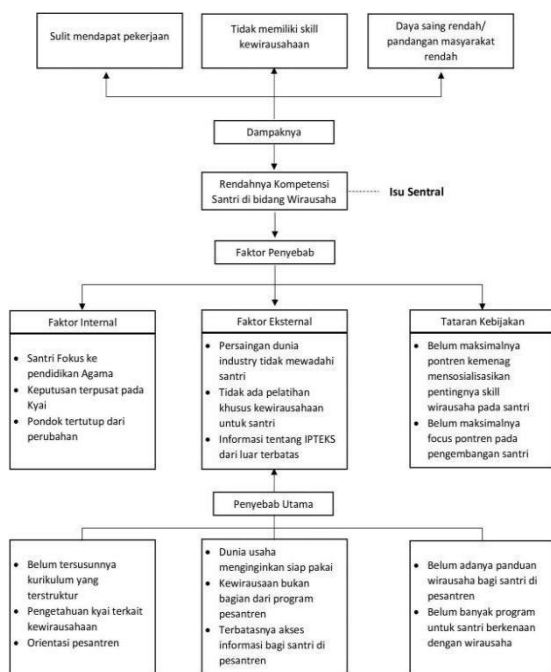 Sulit mendapat pekerjaan
Tidak memiliki skill
kewirausahaan
Daya saing rendah/
pandangan masyarakat
rendah
Dampaknya
Rendahnya Kompetensi
Santri di bidang Wirausaha
Isu Sentral
Faktor Penyebab
Faktor Internal
• Santri Fokus ke
pendidikan Agama
• Keputusan terpusat pada
Kyai
• Pondok tertutup dari
perubahan
Faktor Eksternal
• Persaingan dunia
industry tidak mewadahi
santri
• Tidak ada pelatihan
khusus kewirausahaan
untuk santri
• Informasi tentang IPTEKS
dari luar terbatas
Tataran Kebijakan
• Belum maksimalnya
pontren kemenag
mensosialisasikan
pentingnya skill
wirausaha pada santri
• Belum maksimalnya
focus pontren pada
pengembangan santri
Penyebab Utama
• Belum tersusunnya
kurikulum yang
terstruktur
• Pengetahuan kyai terkait
kewirausahaan
• Orientasi pesantren
• Dunia usaha
menginginkan siap pakai
• Kewirausaan bukan
bagian dari program
pesantren
• Terbatasnya akses
informasi bagi santri di
pesantren
• Belum adanya panduan
wirausaha bagi santri di
pesantren
• Belum banyak program
untuk santri berkenaan
dengan wirausaha